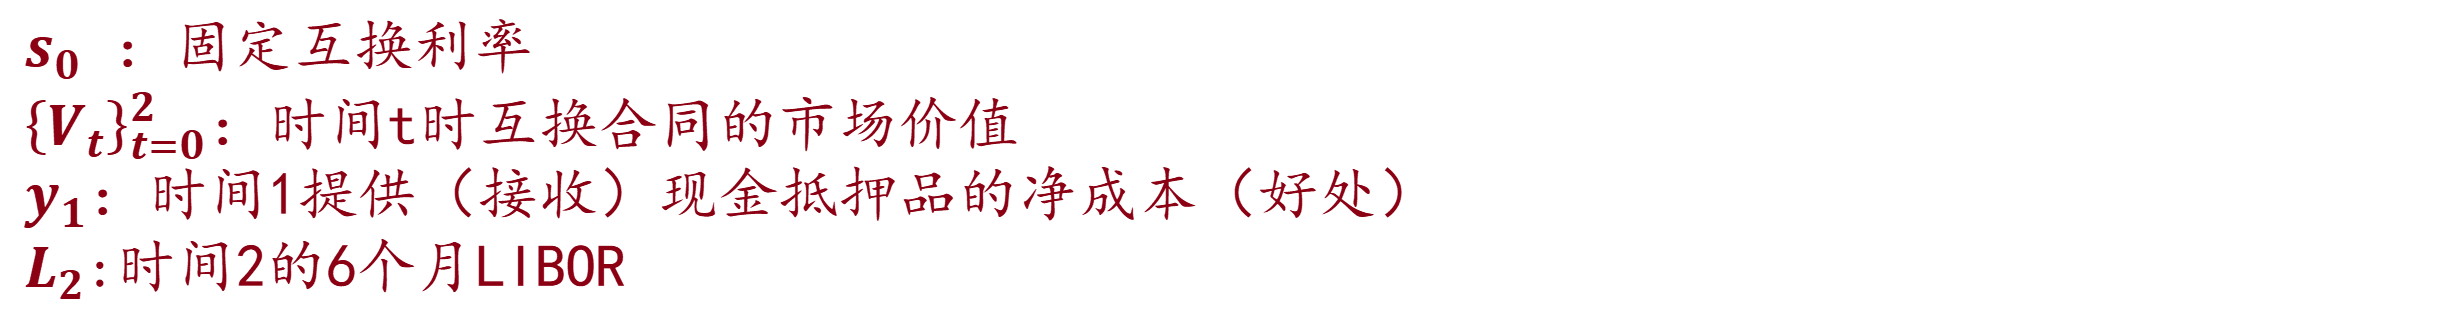 s₀ : 固定互换利率
{Vₜ}²ₜ₌₀: 时间t时互换合同的市场价值
y₁: 时间1提供（接收）现金抵押品的净成本（好处）
L₂:时间2的6个月LIBOR